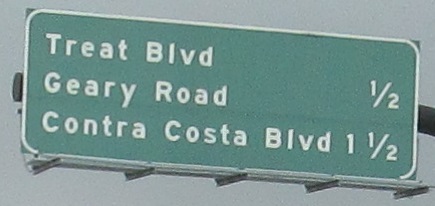 Treat Blvd
Geary Road ½
Contra Costa Blvd 1 ½